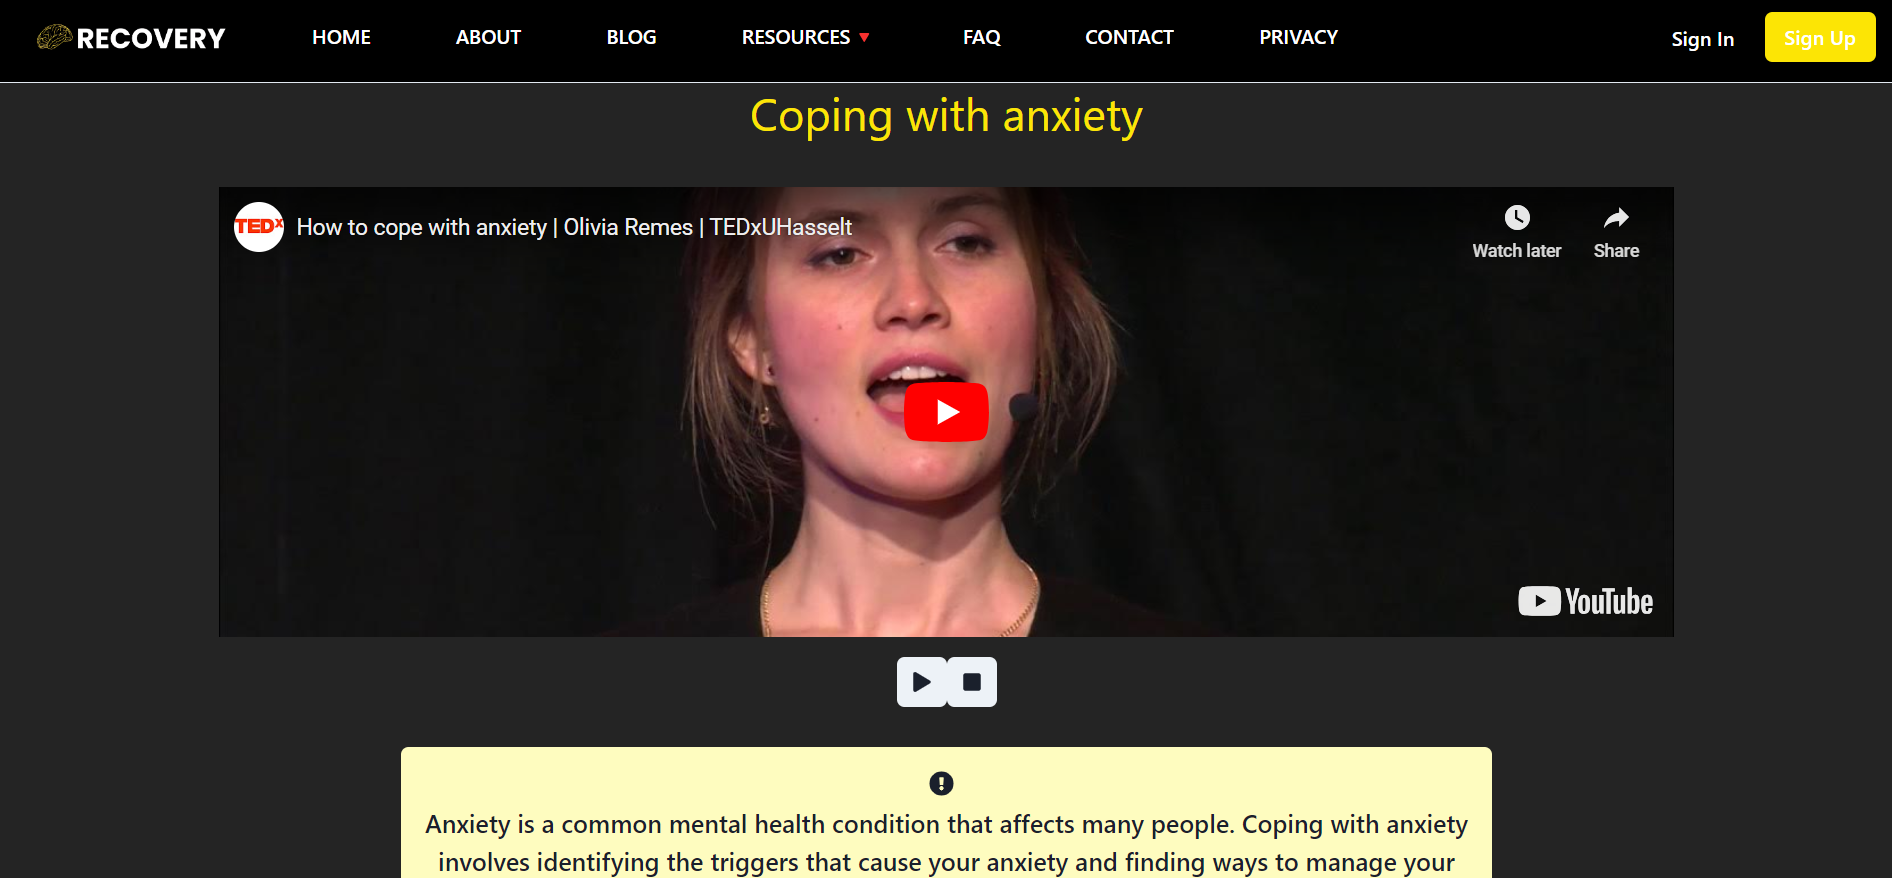 RECOVERY
HOME
ABOUT
BLOG
RESOURCES
FAQ
CONTACT
PRIVACY
Sign In
Sign Up
Coping with anxiety
TEDx
How to cope with anxiety | Olivia Remes | TEDxUHasselt
Watch later
Share
YouTube
Anxiety is a common mental health condition that affects many people. Coping with anxiety
involves identifying the triggers that cause your anxiety and finding ways to manage your